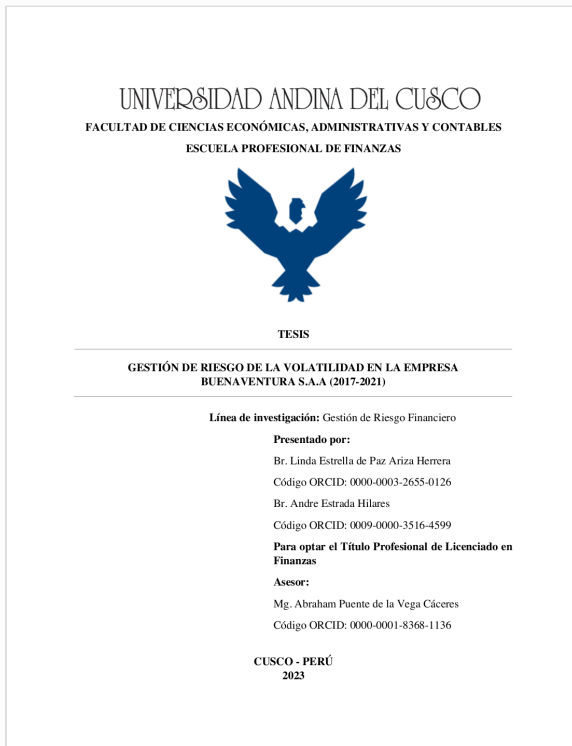 UNIVERSIDAD ANDINA DEL CUSCO
FACULTAD DE CIENCIAS ECONÓMICAS, ADMINISTRATIVAS Y CONTABLES
ESCUELA PROFESIONAL DE FINANZAS
TESIS
GESTIÓN DE RIESGO DE LA VOLATILIDAD EN LA EMPRESA
BUENAVENTURA S.A.A (2017-2021)
Línea de investigación: Gestión de Riesgo Financiero
Presentado por:
Br. Linda Estrella de Paz Ariza Herrera
Código ORCID: 0000-0003-2655-0126
Br. Andre Estrada Hilares
Código ORCID: 0009-0000-3516-4599
Para optar el Título Profesional de Licenciado en
Finanzas
Asesor:
Mg. Abraham Puente de la Vega Cáceres
Código ORCID: 0000-0001-8368-1136
CUSCO - PERÚ
2023